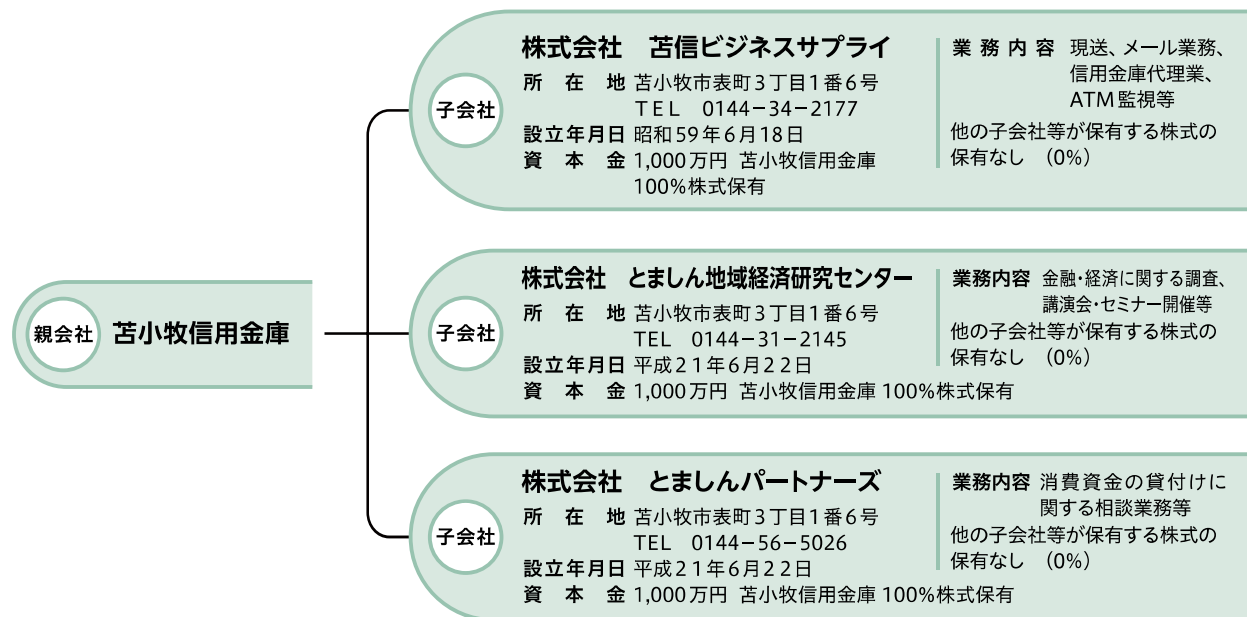 親会社 苫小牧信用金庫
子会社
株式会社 苫信ビジネスサプライ
所在地 苫小牧市表町3丁目1番6号
TEL 0144-34-2177
設立年月日 昭和59年6月18日
資本金 1,000万円 苫小牧信用金庫
100%株式保有
業務内容 現送、メール業務、
信用金庫代理業、
ATM監視等
他の子会社等が保有する株式の
保有なし (0%)
子会社
株式会社 とましん地域経済研究センター
所在地 苫小牧市表町3丁目1番6号
TEL 0144-31-2145
設立年月日 平成21年6月22日
資本金 1,000万円 苫小牧信用金庫 100%株式保有
業務内容 金融・経済に関する調査、
講演会・セミナー開催等
他の子会社等が保有する株式の
保有なし (0%)
子会社
株式会社 とましんパートナーズ
所在地 苫小牧市表町3丁目1番6号
TEL 0144-56-5026
設立年月日 平成21年6月22日
資本金 1,000万円 苫小牧信用金庫 100%株式保有
業務内容 消費資金の貸付けに
関する相談業務等
他の子会社等が保有する株式の
保有なし (0%)